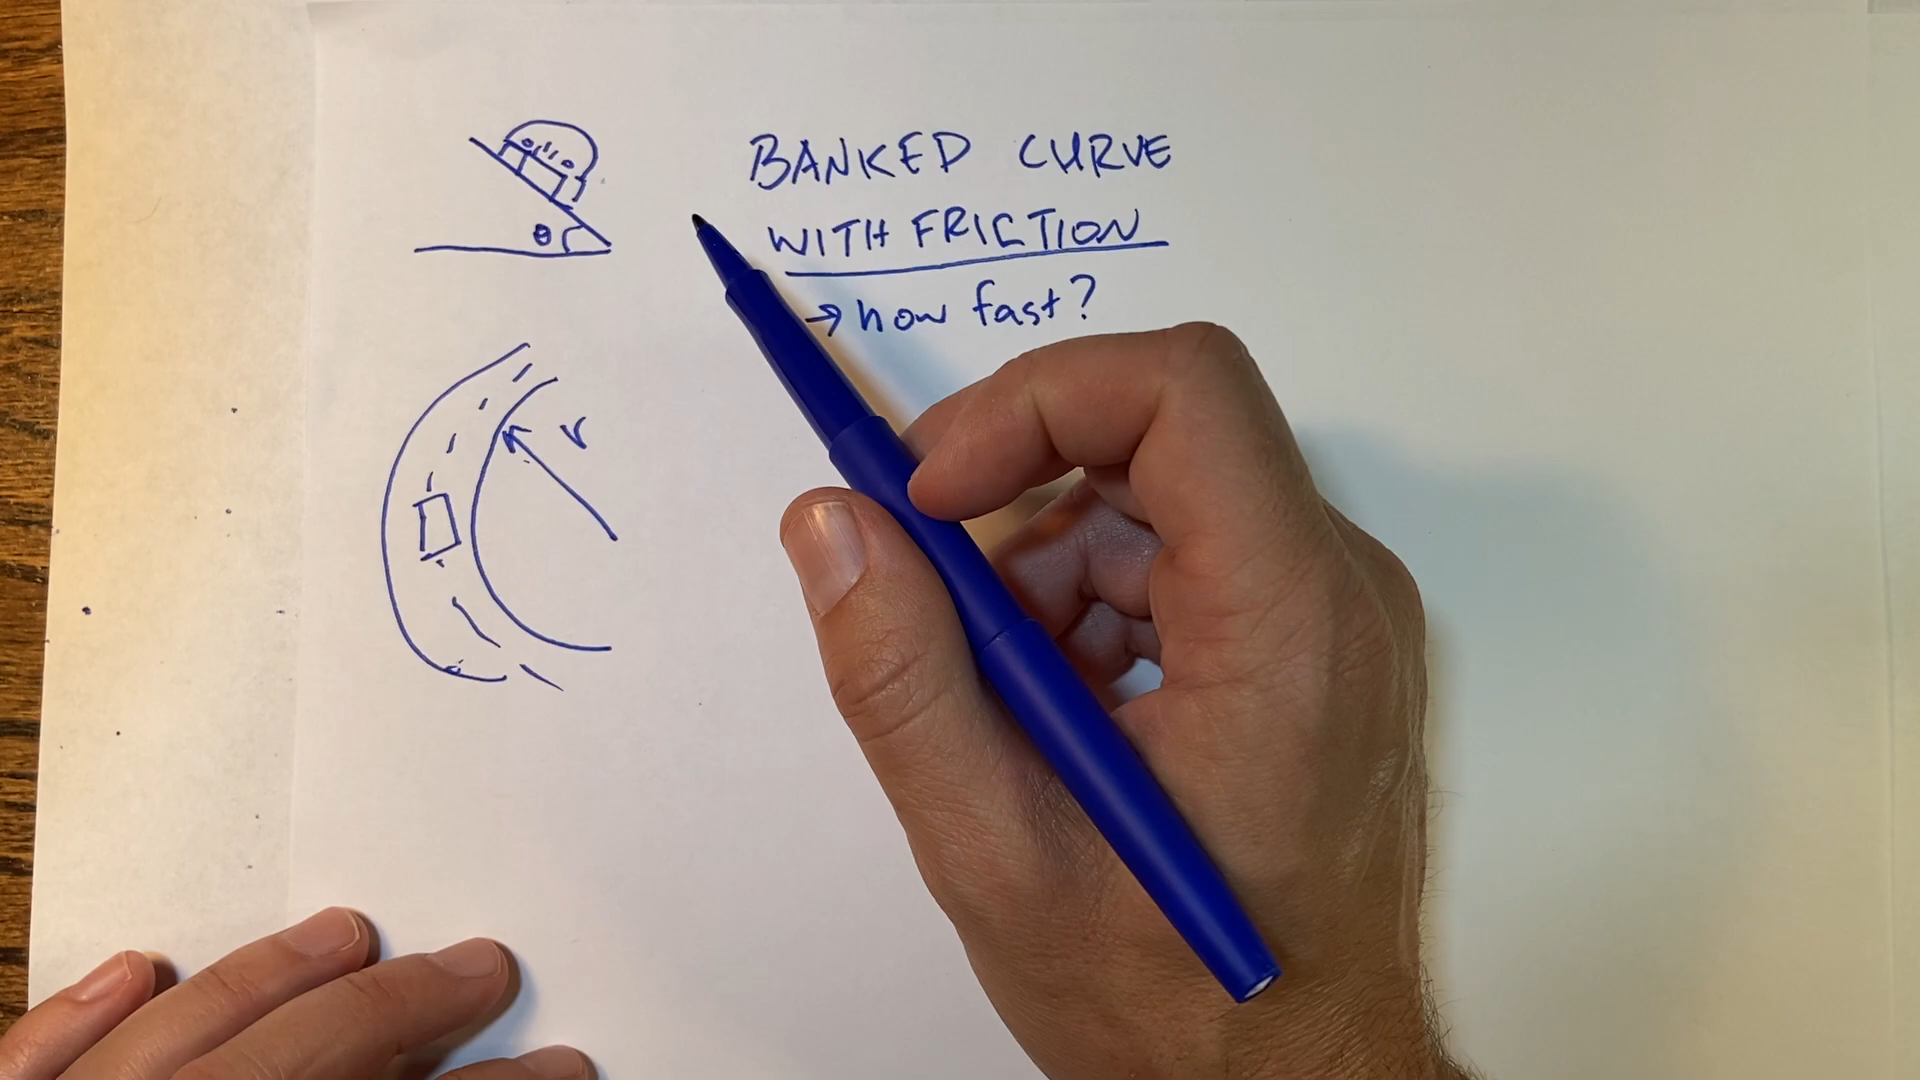 BANKED CURVE
WITH FRICTION
→ how fast?
θ
r